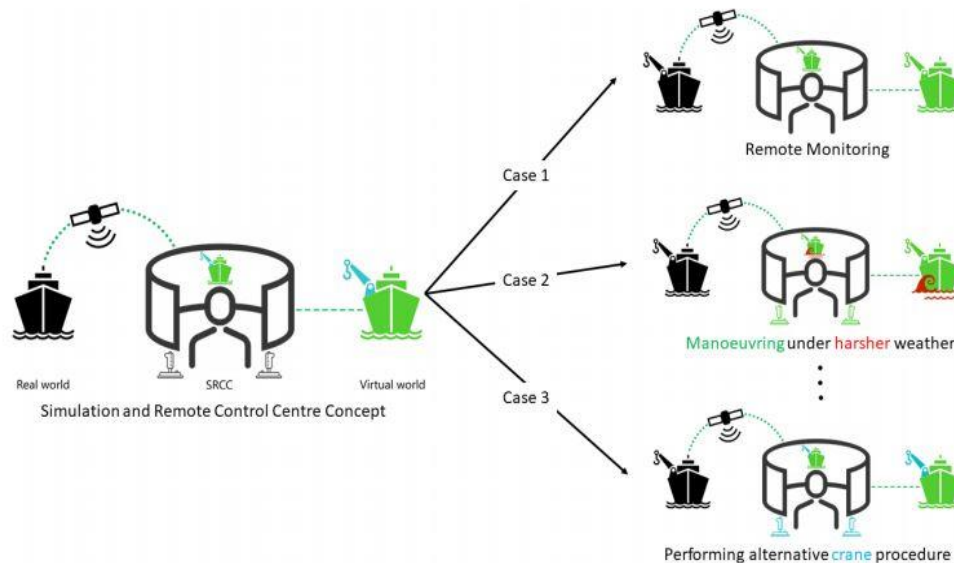 Real world
SRCC
Virtual world
Simulation and Remote Control Centre Concept
Case 1
Case 2
Case 3
Remote Monitoring
Manoeuvring under harsher weather
Performing alternative crane procedure